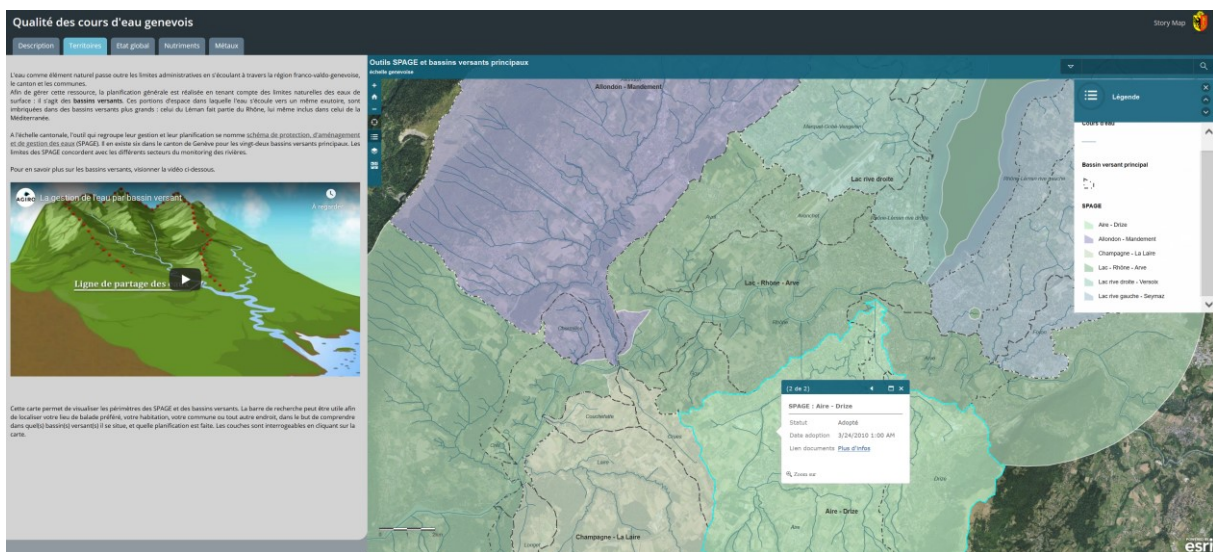 Qualité des cours d'eau genevois
Story Map
Description
Territoires
Etat global
Nutriments
Métaux
L'eau comme élément naturel passe outre les limites administratives en s'écoulant à travers la région franco-valdo-genevoise,
le canton et les communes.
Afin de gérer cette ressource, la planification générale est réalisée en tenant compte des limites naturelles des eaux de
surface : il s'agit des bassins versants. Ces portions d'espace dans laquelle l'eau s'écoule vers un même exutoire, sont
imbriquées dans des bassins versants plus grands : celui du Léman fait partie du Rhône, lui même inclus dans celui de la
Méditerranée.
A l'échelle cantonale, l'outil qui regroupe leur gestion et leur planification se nomme schéma de protection, d'aménagement
et de gestion des eaux (SPAGE). Il en existe six dans le canton de Genève pour les vingt-deux bassins versants principaux. Les
limites des SPAGE concordent avec les différents secteurs du monitoring des rivières.
Pour en savoir plus sur les bassins versants, visionner la vidéo ci-dessous.
La gestion de l'eau par bassin versant
À regarder
Ligne de partage des
Cette carte permet de visualiser les périmètres des SPAGE et des bassins versants. La barre de recherche peut être utile afin
de localiser votre lieu de balade préféré, votre habitation, votre commune ou tout autre endroit, dans le but de comprendre
dans quel(s) bassin(s) versant(s) il se situe, et quelle planification est faite. Les couches sont interrogeables en cliquant sur la
carte.
Outils SPAGE et bassins versants principaux
échelle genevoise
Allondon - Mandement
Lac rive droite
Lac - Rhône - Arve
Rhône
(2 de 2)
SPAGE : Aire - Drize
Statut Adopté
Date adoption 3/24/2010 1:00 AM
Lien documents Plus d'infos
Zoom sur
Drize
Aire - Drize
Aire
Laire
Champagne - La Laire
Légende
Cours d'eau
Bassin versant principal
SPAGE
Aire - Drize
Allondon - Mandement
Champagne - La Laire
Lac - Rhône - Arve
Lac rive droite - Versoix
Lac rive gauche - Seymaz
esri